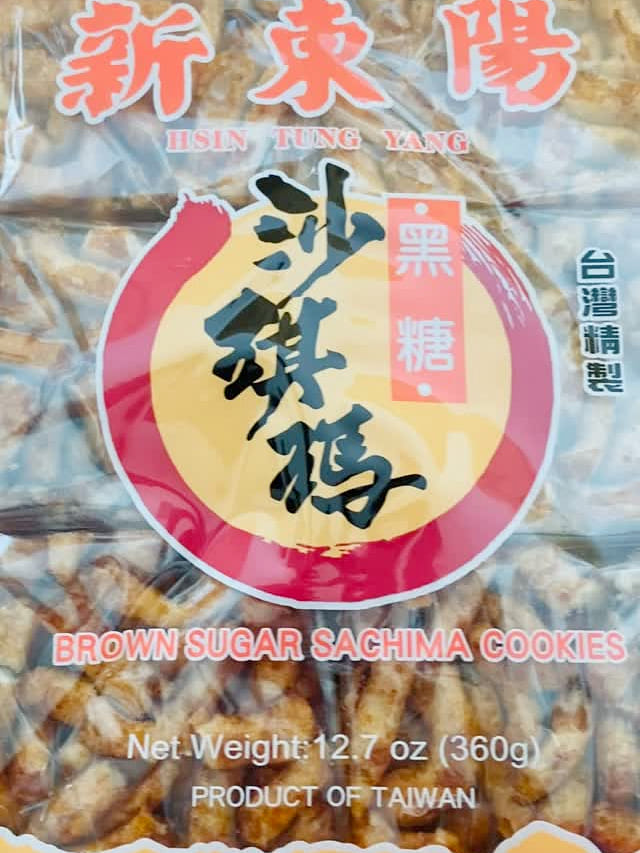 新東陽
HSIN TUNG YANG
沙琪瑪
·黑糖·
台灣精製
BROWN SUGAR SACHIMA COOKIES
Net Weight:12.7 oz (360g)
PRODUCT OF TAIWAN